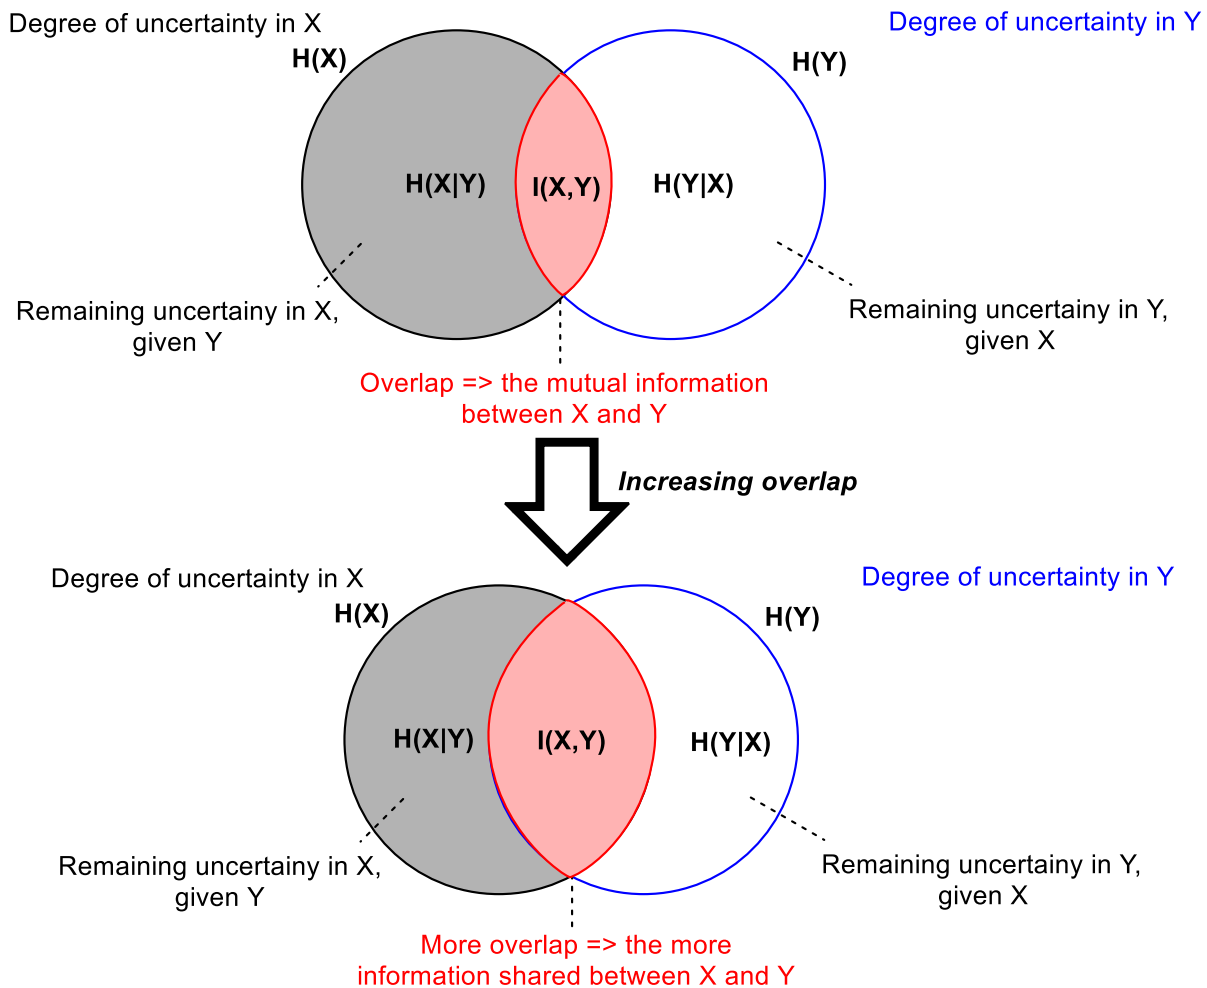 Degree of uncertainty in X
Degree of uncertainty in Y
H(X)
H(Y)
H(X|Y)
I(X,Y)
H(Y|X)
Remaining uncertainy in X,
given Y
Remaining uncertainy in Y,
given X
Overlap => the mutual information
between X and Y
Increasing overlap
Degree of uncertainty in X
Degree of uncertainty in Y
H(X)
H(Y)
H(X|Y)
I(X,Y)
H(Y|X)
Remaining uncertainy in X,
given Y
Remaining uncertainy in Y,
given X
More overlap => the more
information shared between X and Y